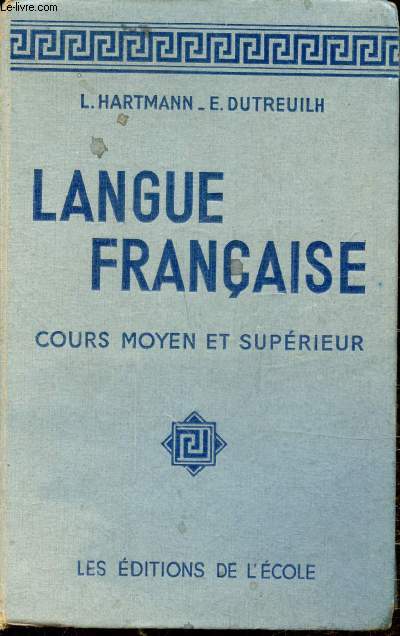 Le-livre.com
L. HARTMANN - E. DUTREUILH
LANGUE
FRANÇAISE
COURS MOYEN ET SUPÉRIEUR
LES ÉDITIONS DE L'ÉCOLE